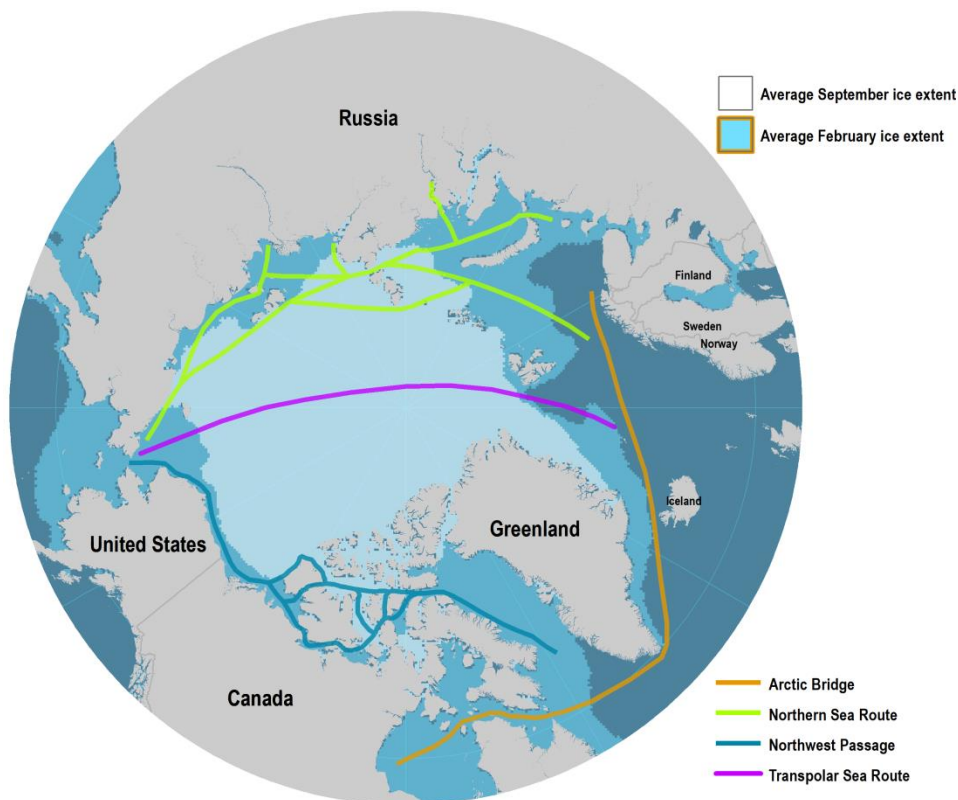 Average September ice extent
Average February ice extent
Russia
Finland
Sweden
Norway
Iceland
Greenland
United States
Canada
Arctic Bridge
Northern Sea Route
Northwest Passage
Transpolar Sea Route